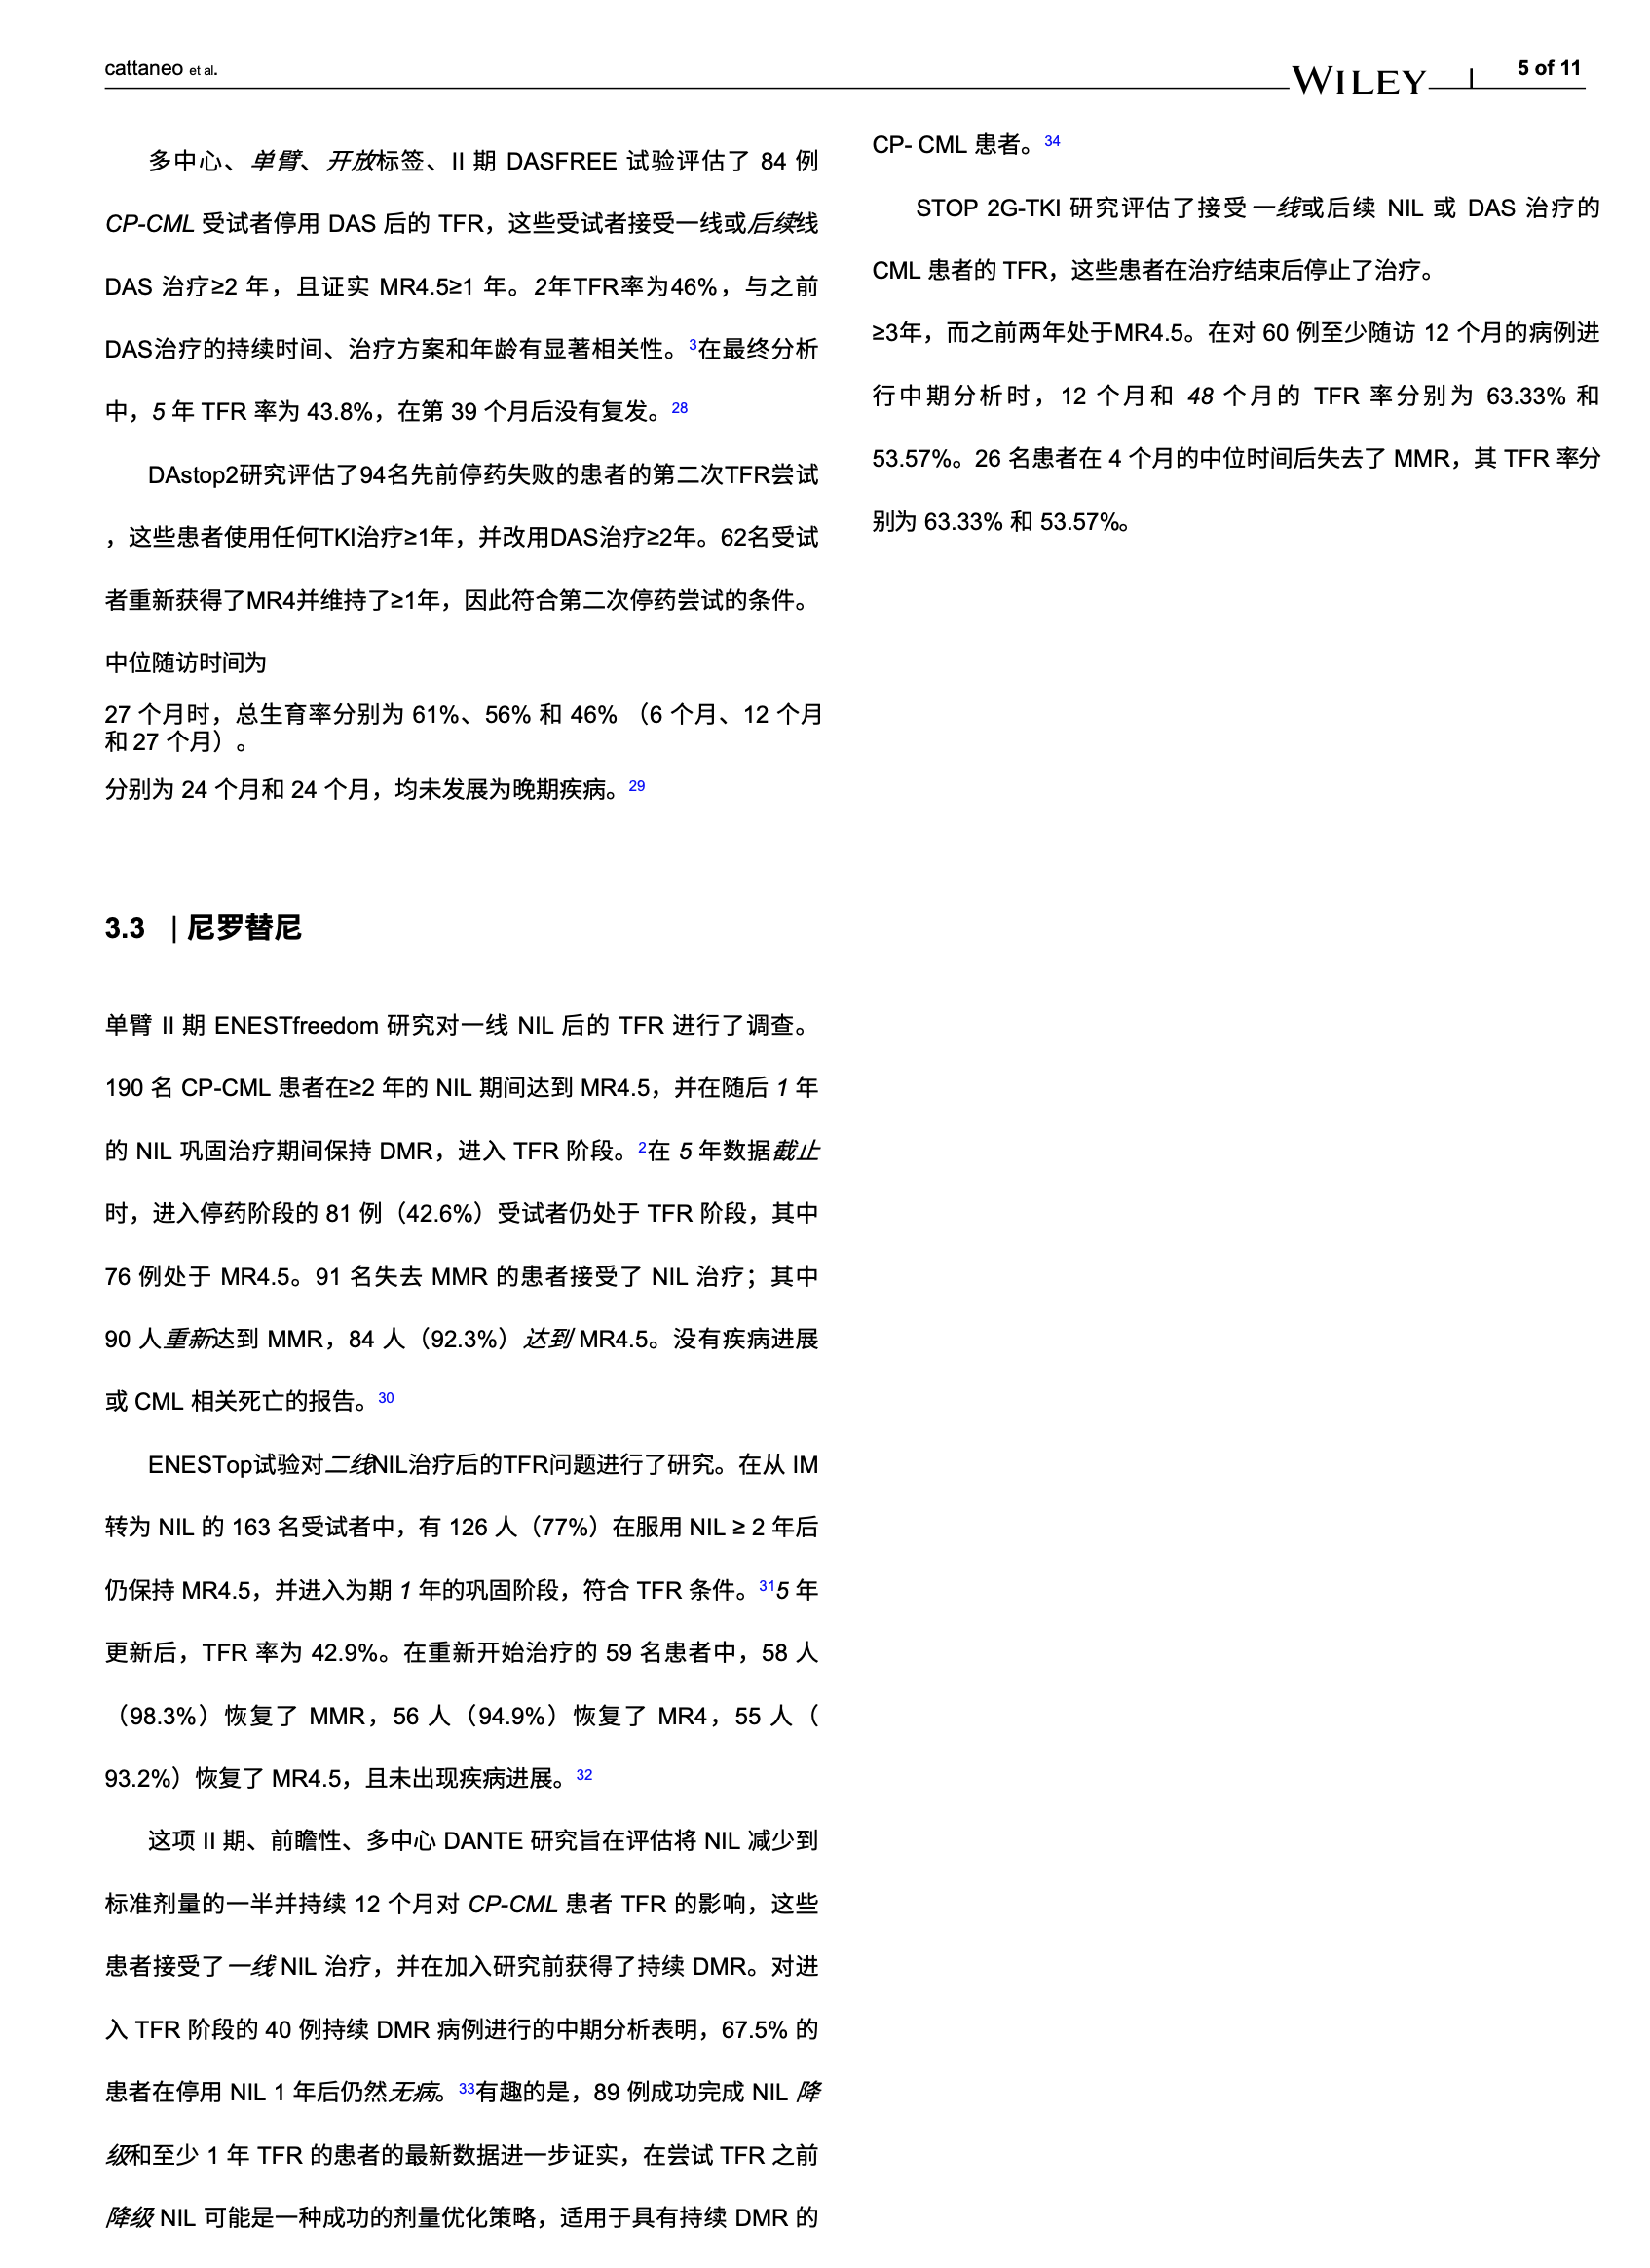 cattaneo et al.
WILEY
5 of 11
多中心、单臂、开放标签、II 期 DASFREE 试验评估了 84 例
CP-CML 受试者停用 DAS 后的 TFR，这些受试者接受一线或后续线
DAS 治疗≥2 年，且证实 MR4.5≥1 年。2年TFR率为46%，与之前
DAS治疗的持续时间、治疗方案和年龄有显著相关性。3在最终分析
中，5 年 TFR 率为 43.8%，在第 39 个月后没有复发。28
DAstop2研究评估了94名先前停药失败的患者的第二次TFR尝试
，这些患者使用任何TKI治疗≥1年，并改用DAS治疗≥2年。62名受试
者重新获得了MR4并维持了≥1年，因此符合第二次停药尝试的条件。
中位随访时间为
27 个月时，总生育率分别为 61%、56% 和 46% （6 个月、12 个月
和 27 个月）。
分别为 24 个月和 24 个月，均未发展为晚期疾病。29
3.3 | 尼罗替尼
单臂 II 期 ENESTfreedom 研究对一线 NIL 后的 TFR 进行了调查。
190 名 CP-CML 患者在≥2 年的 NIL 期间达到 MR4.5，并在随后 1 年
的 NIL 巩固治疗期间保持 DMR，进入 TFR 阶段。2在 5 年数据截止
时，进入停药阶段的 81 例（42.6%）受试者仍处于 TFR 阶段，其中
76 例处于 MR4.5。91 名失去 MMR 的患者接受了 NIL 治疗；其中
90 人重新达到 MMR，84 人（92.3%）达到 MR4.5。没有疾病进展
或 CML 相关死亡的报告。30
ENESTop试验对二线NIL治疗后的TFR问题进行了研究。在从 IM
转为 NIL 的 163 名受试者中，有 126 人（77%）在服用 NIL ≥ 2 年后
仍保持 MR4.5，并进入为期 1 年的巩固阶段，符合 TFR 条件。315 年
更新后，TFR 率为 42.9%。在重新开始治疗的 59 名患者中，58 人
（98.3%）恢复了 MMR，56 人（94.9%）恢复了 MR4，55 人（
93.2%）恢复了 MR4.5，且未出现疾病进展。32
这项 II 期、前瞻性、多中心 DANTE 研究旨在评估将 NIL 减少到
标准剂量的一半并持续 12 个月对 CP-CML 患者 TFR 的影响，这些
患者接受了一线 NIL 治疗，并在加入研究前获得了持续 DMR。对进
入 TFR 阶段的 40 例持续 DMR 病例进行的中期分析表明，67.5% 的
患者在停用 NIL 1 年后仍然无病。33有趣的是，89 例成功完成 NIL 降
级和至少 1 年 TFR 的患者的最新数据进一步证实，在尝试 TFR 之前
降级 NIL 可能是一种成功的剂量优化策略，适用于具有持续 DMR 的
CP- CML 患者。34
STOP 2G-TKI 研究评估了接受一线或后续 NIL 或 DAS 治疗的
CML 患者的 TFR，这些患者在治疗结束后停止了治疗。
≥3年，而之前两年处于MR4.5。在对 60 例至少随访 12 个月的病例进
行中期分析时，12 个月和 48 个月的 TFR 率分别为 63.33% 和
53.57%。26 名患者在 4 个月的中位时间后失去了 MMR，其 TFR 率分
别为 63.33% 和 53.57%。